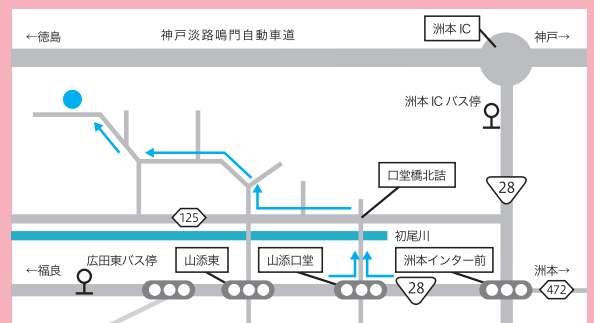 洲本 IC
←徳島
神戸淡路鳴門自動車道
神戸→
洲本 IC バス停
口堂橋北詰
28
125
初尾川
広田東バス停
山添東
山添口堂
洲本インター前
←福良
洲本→
28
472